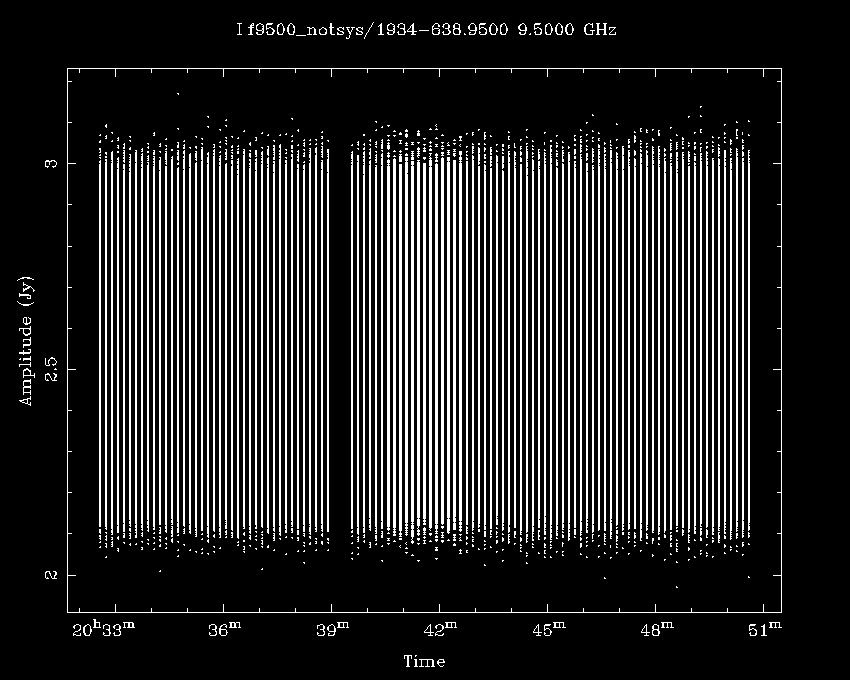 I f9500_notsys/1934−638.9500 9.5000 GHz
3
2.5
2
Amplitude (Jy)
20ʰ33ᵐ 36ᵐ 39ᵐ 42ᵐ 45ᵐ 48ᵐ 51ᵐ
Time